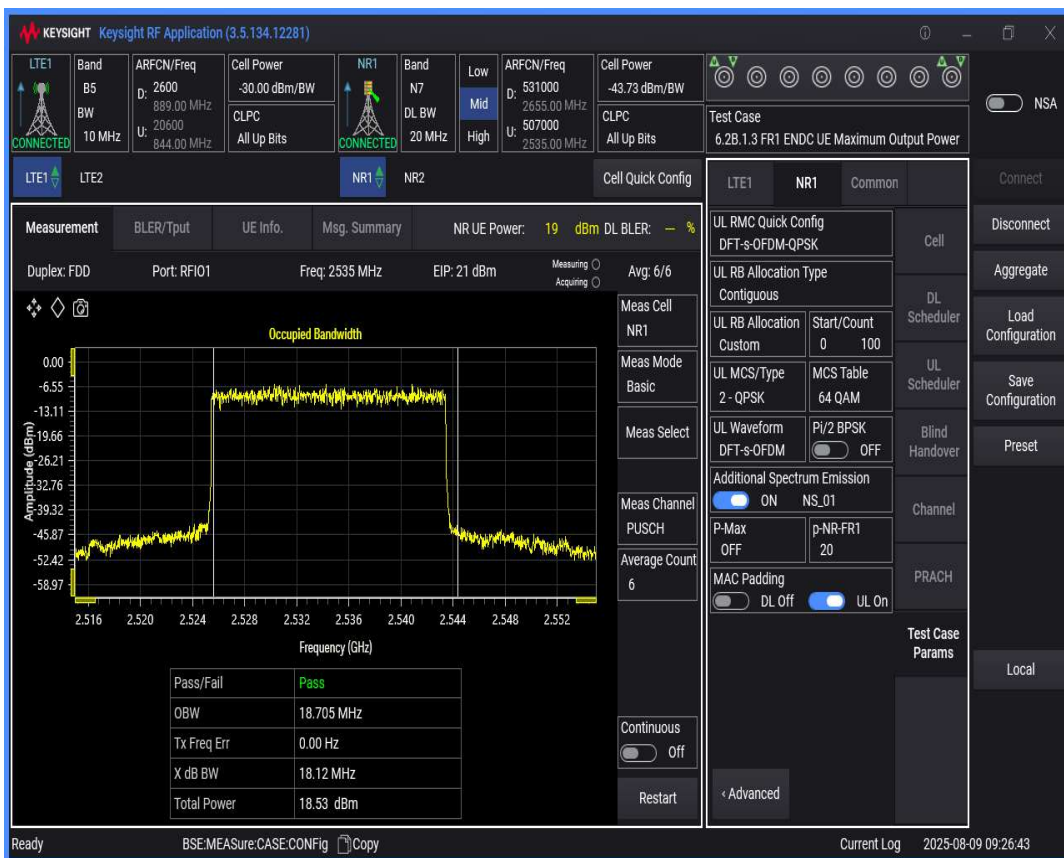 KEYSIGHT Keysight RF Application (3.5.134.12281)
LTE1 Band B5 BW 10 MHz CONNECTED
ARFCN/Freq D: 2600 889.00 MHz U: 20600 844.00 MHz
Cell Power -30.00 dBm/BW
CLPC All Up Bits
NR1 Band N7 DL BW 20 MHz CONNECTED
Low Mid High
ARFCN/Freq D: 531000 2655.00 MHz U: 507000 2535.00 MHz
Cell Power -43.73 dBm/BW
CLPC All Up Bits
Test Case
6.2B.1.3 FR1 ENDC UE Maximum Output Power
NSA
LTE1 LTE2 NR1 NR2 Cell Quick Config
Measurement BLER/Tput UE Info. Msg. Summary NR UE Power: 19 dBm DL BLER: — %
Duplex: FDD Port: RFIO1 Freq: 2535 MHz EIP: 21 dBm Measuring Acquiring Avg: 6/6
Occupied Bandwidth
Amplitude (dBm)
0.00
-6.55
-13.11
-19.66
-26.21
-32.76
-39.32
-45.87
-52.42
-58.97
2.516 2.520 2.524 2.528 2.532 2.536 2.540 2.544 2.548 2.552
Frequency (GHz)
Pass/Fail Pass
OBW 18.705 MHz
Tx Freq Err 0.00 Hz
X dB BW 18.12 MHz
Total Power 18.53 dBm
Meas Cell
NR1
Meas Mode
Basic
Meas Select
Meas Channel
PUSCH
Average Count
6
Continuous
Off
Restart
LTE1 NR1 Common
UL RMC Quick Config
DFT-s-OFDM-QPSK
UL RB Allocation Type
Contiguous
UL RB Allocation Start/Count
Custom 0 100
UL MCS/Type MCS Table
2 - QPSK 64 QAM
UL Waveform Pi/2 BPSK
DFT-s-OFDM OFF
Additional Spectrum Emission
ON NS_01
P-Max p-NR-FR1
OFF 20
MAC Padding
DL Off UL On
‹ Advanced
Cell
DL
Scheduler
UL
Scheduler
Blind
Handover
Channel
PRACH
Test Case
Params
Connect
Disconnect
Aggregate
Load
Configuration
Save
Configuration
Preset
Local
Ready BSE:MEASure:CASE:CONFig Copy Current Log 2025-08-09 09:26:43